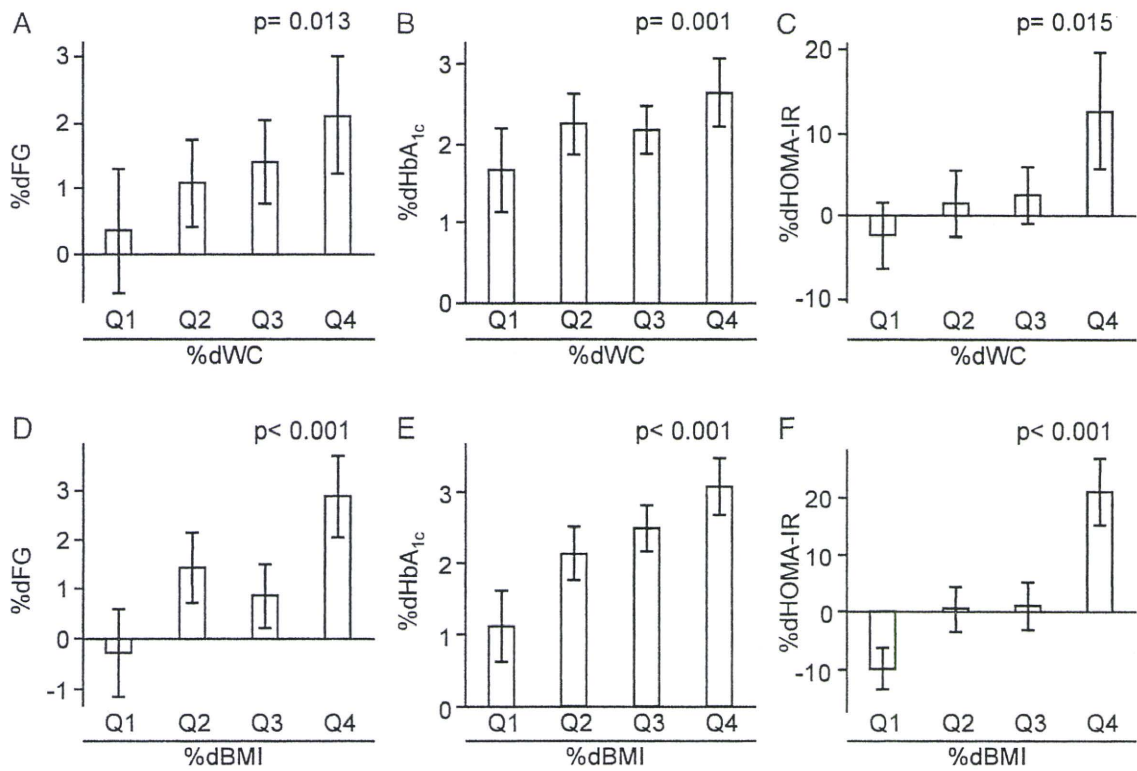 A
p= 0.013
%dFG
3
2
1
0
Q1 Q2 Q3 Q4
%dWC
B
p= 0.001
%dHbA1c
3
2
1
0
Q1 Q2 Q3 Q4
%dWC
C
p= 0.015
%dHOMA-IR
20
10
0
-10
Q1 Q2 Q3 Q4
%dWC
D
p< 0.001
%dFG
3
2
1
0
-1
Q1 Q2 Q3 Q4
%dBMI
E
p< 0.001
%dHbA1c
3
2
1
0
Q1 Q2 Q3 Q4
%dBMI
F
p< 0.001
%dHOMA-IR
20
10
0
-10
Q1 Q2 Q3 Q4
%dBMI